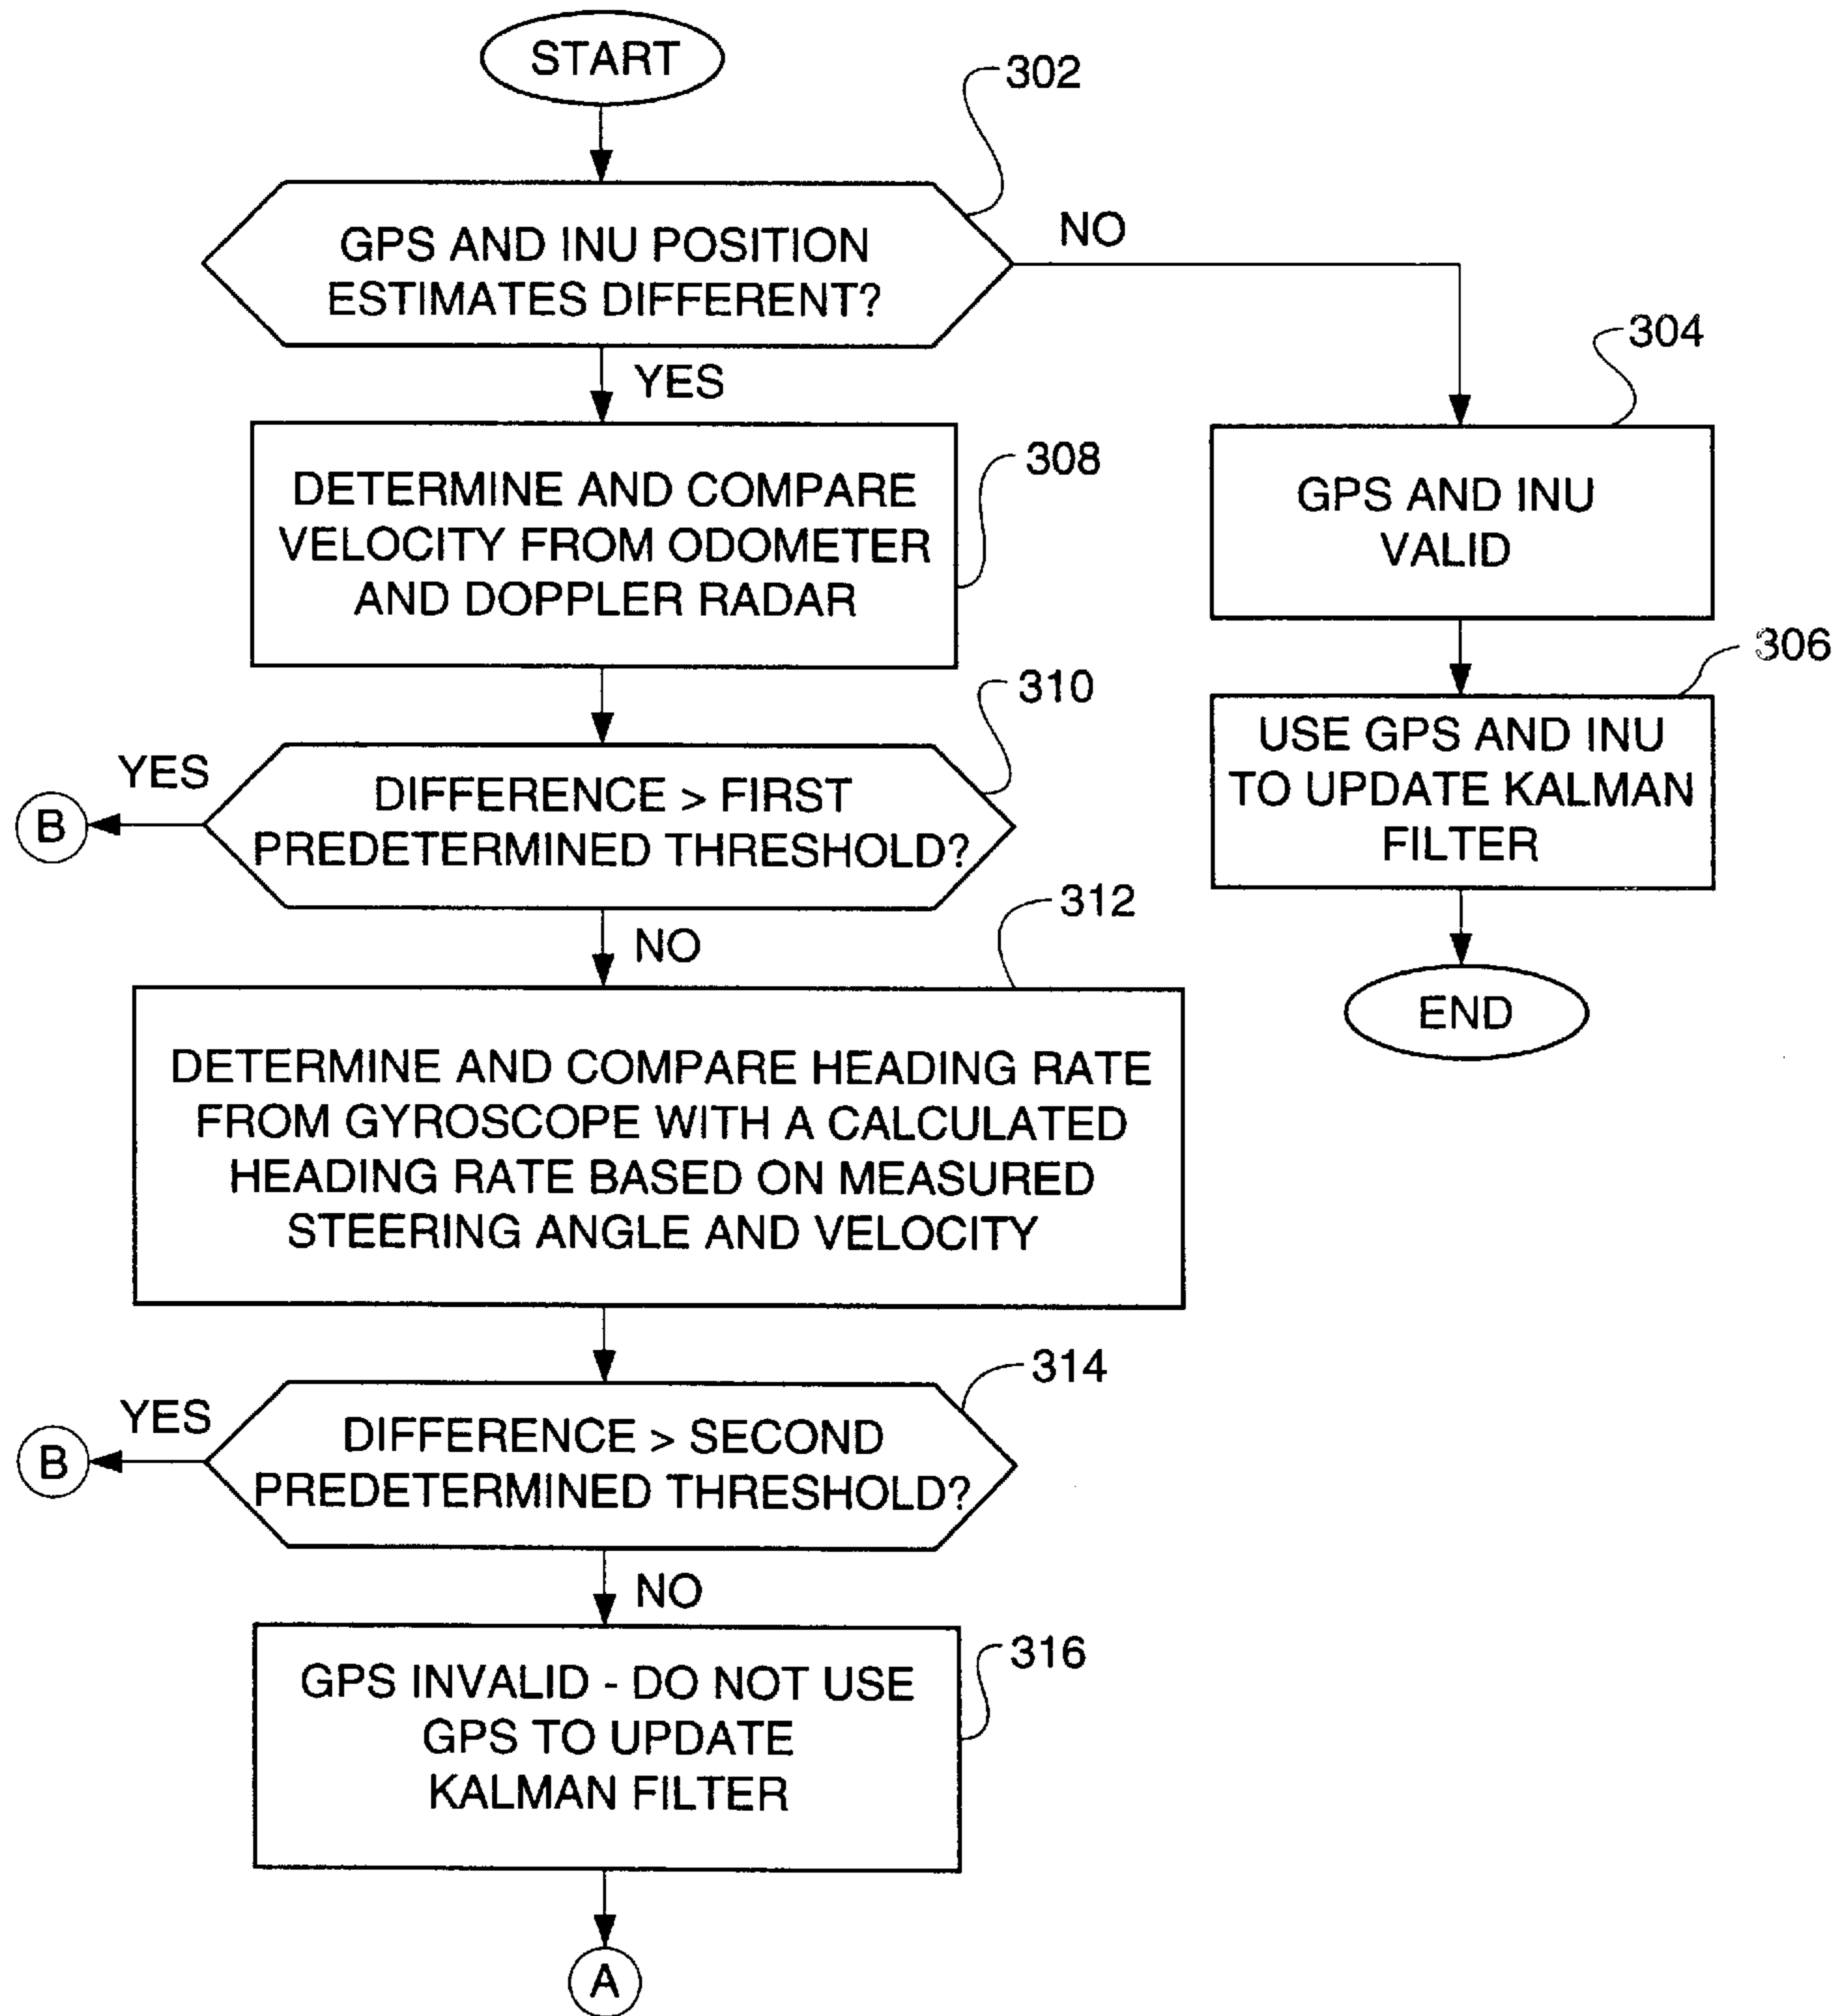 START
302
GPS AND INU POSITION
ESTIMATES DIFFERENT?
NO
YES
304
GPS AND INU
VALID
308
DETERMINE AND COMPARE
VELOCITY FROM ODOMETER
AND DOPPLER RADAR
306
USE GPS AND INU
TO UPDATE KALMAN
FILTER
END
310
YES
B
DIFFERENCE > FIRST
PREDETERMINED THRESHOLD?
NO
312
DETERMINE AND COMPARE HEADING RATE
FROM GYROSCOPE WITH A CALCULATED
HEADING RATE BASED ON MEASURED
STEERING ANGLE AND VELOCITY
314
YES
B
DIFFERENCE > SECOND
PREDETERMINED THRESHOLD?
NO
316
GPS INVALID - DO NOT USE
GPS TO UPDATE
KALMAN FILTER
A